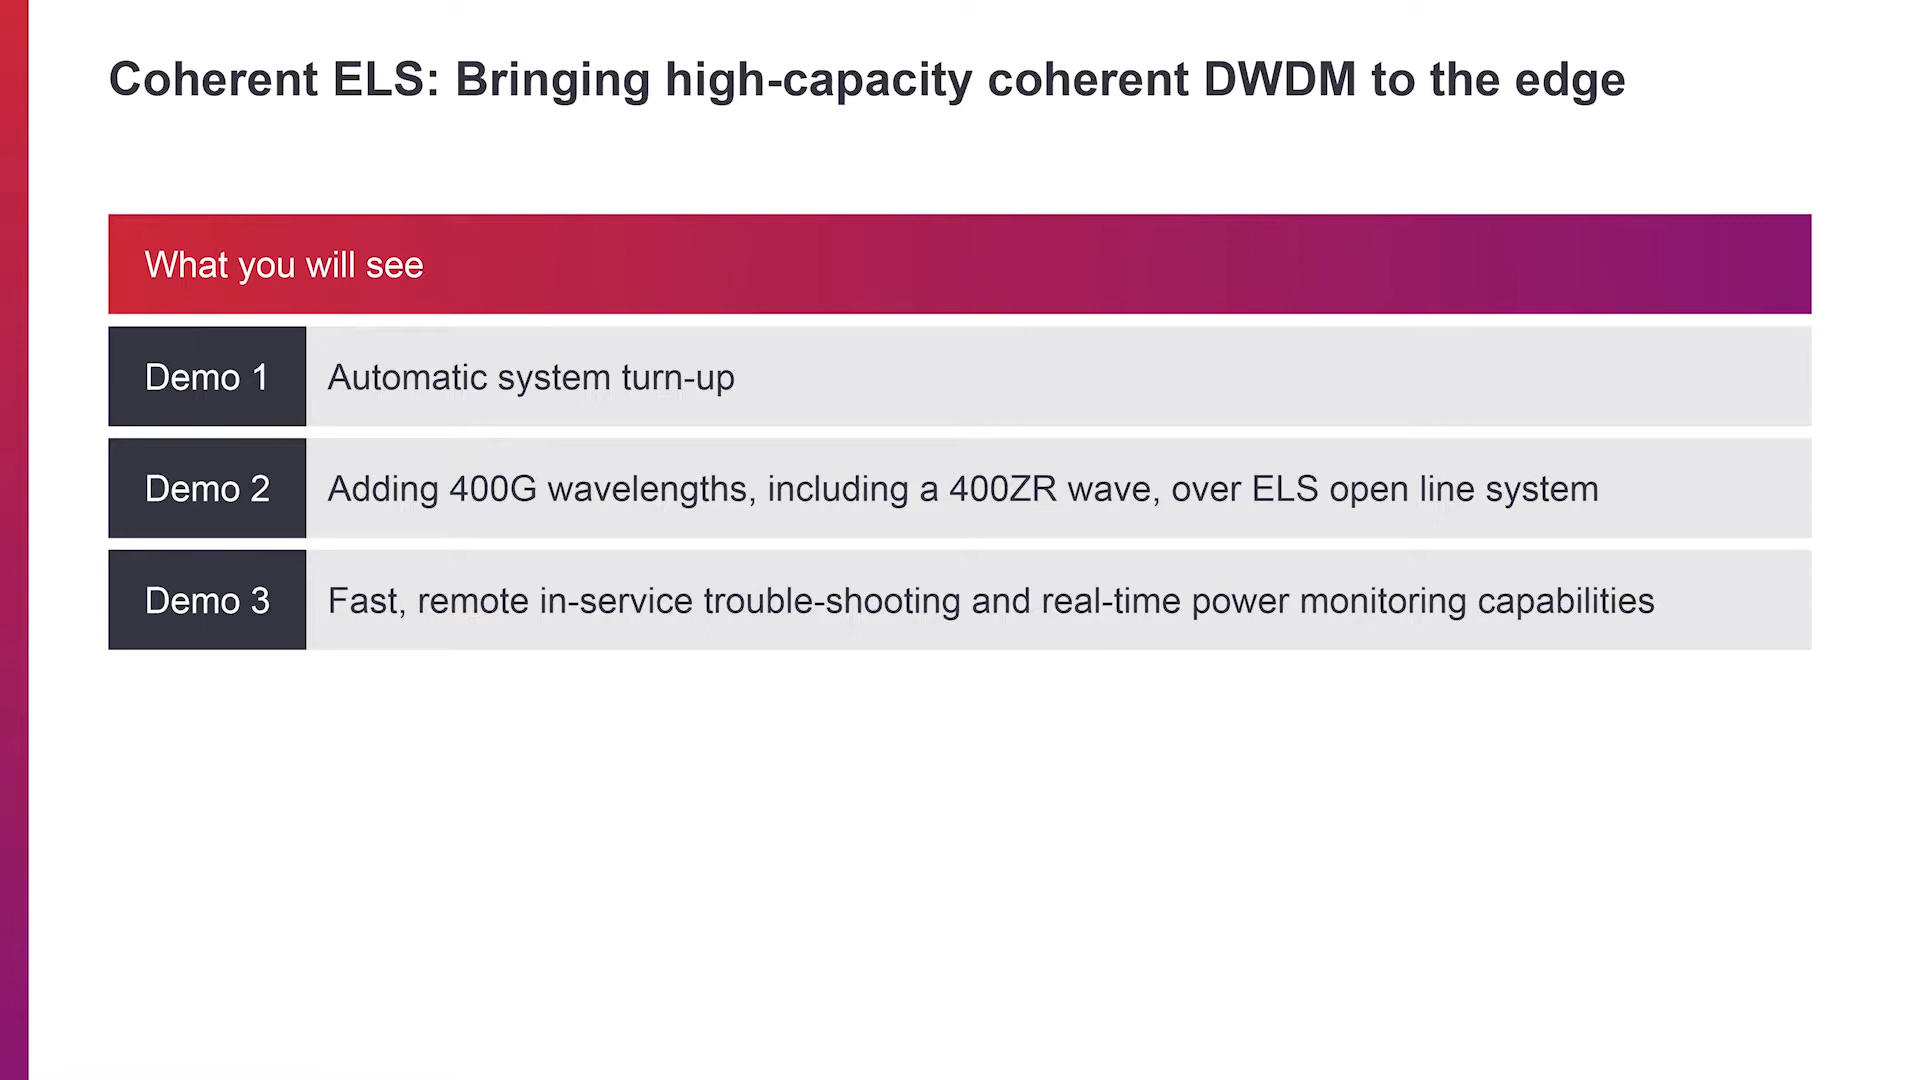 Coherent ELS: Bringing high-capacity coherent DWDM to the edge
What you will see
Demo 1
Automatic system turn-up
Demo 2
Adding 400G wavelengths, including a 400ZR wave, over ELS open line system
Demo 3
Fast, remote in-service trouble-shooting and real-time power monitoring capabilities